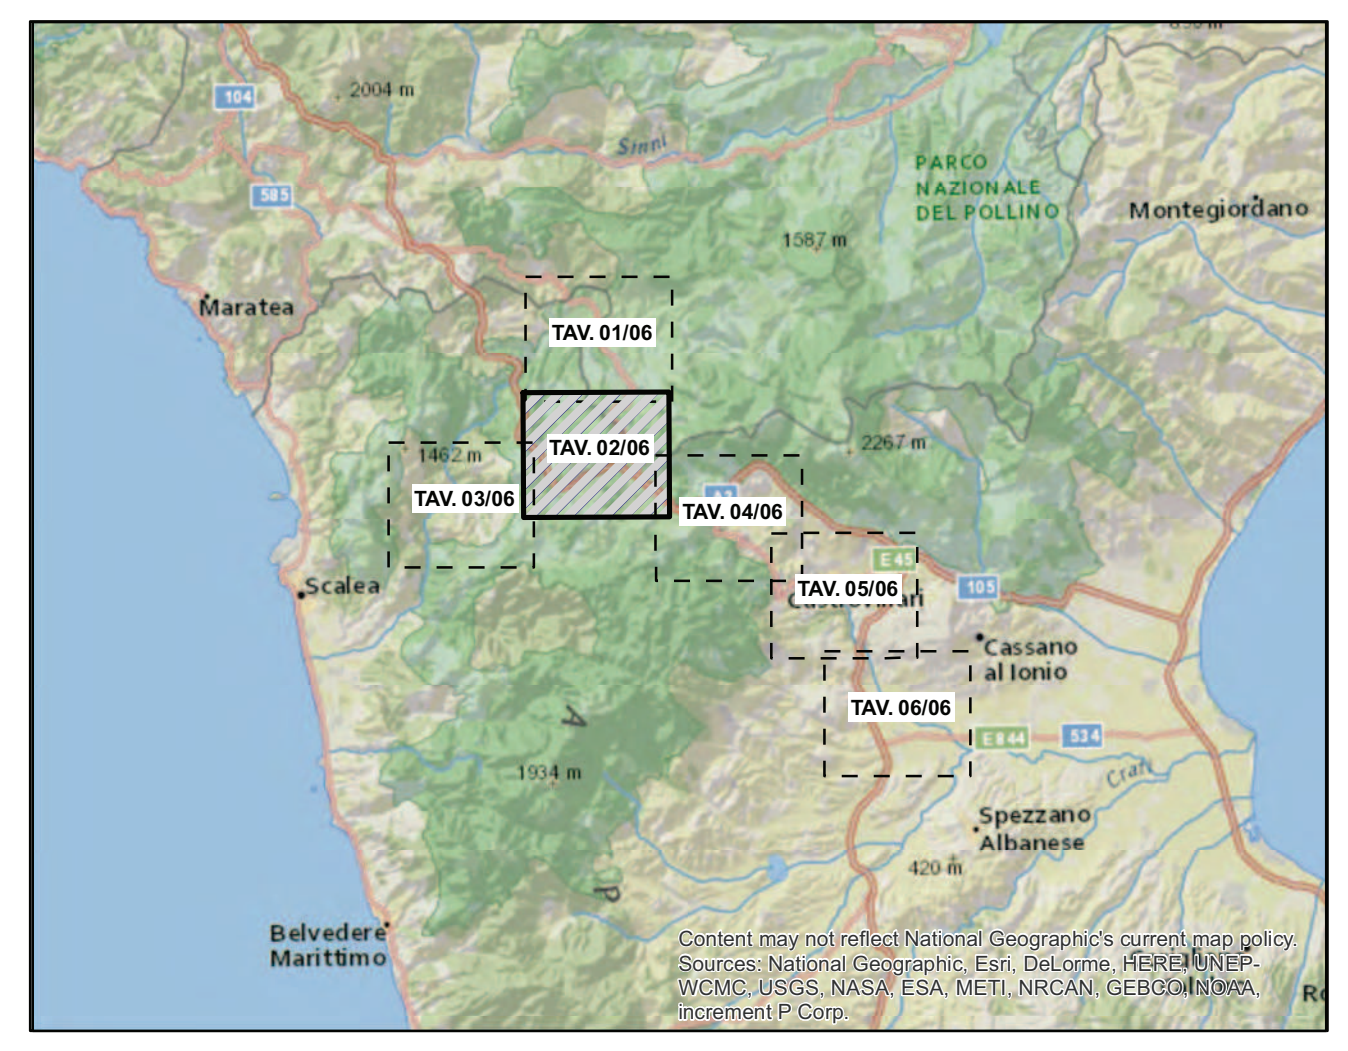 104
2004 m
Sinni
585
PARCO
NAZIONALE
DEL POLLINO
Montegiordano
1587 m
Maratea
TAV. 01/06
TAV. 02/06
2267 m
1462 m
TAV. 03/06
TAV. 04/06
E45
105
Scalea
TAV. 05/06
Cassano
al Ionio
TAV. 06/06
A
E844
534
1934 m
Crati
Spezzano
Albanese
420 m
P
Belvedere
Marittimo
Content may not reflect National Geographic's current map policy.
Sources: National Geographic, Esri, DeLorme, HERE, UNEP-
WCMC, USGS, NASA, ESA, METI, NRCAN, GEBCO, NOAA,
increment P Corp.